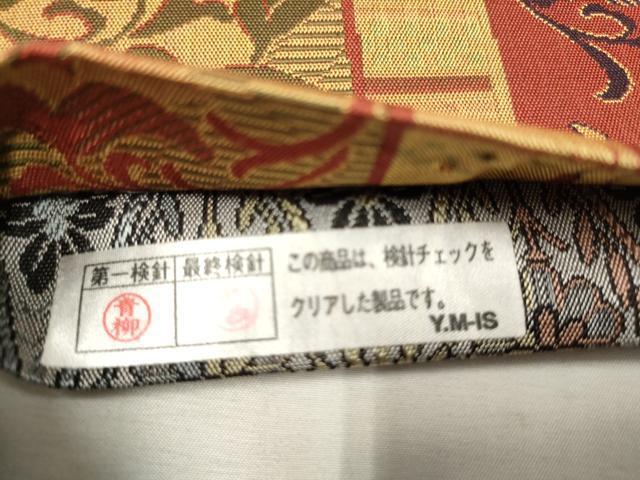 第一検針 最終検針
青柳
この商品は、検針チェックを
クリアした製品です。
Y.M-IS